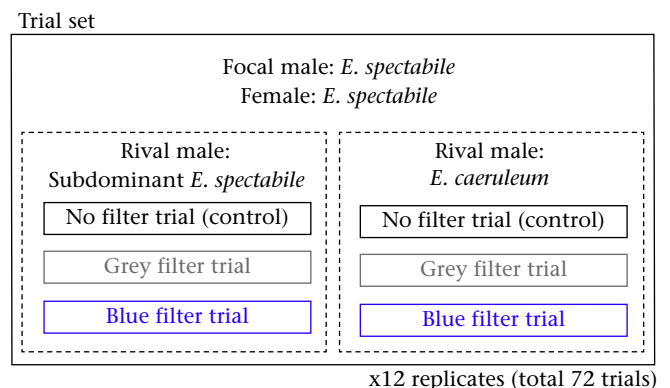 Trial set
Focal male: E. spectabile
Female: E. spectabile
Rival male:
Subdominant E. spectabile
No filter trial (control)
Grey filter trial
Blue filter trial
Rival male:
E. caeruleum
No filter trial (control)
Grey filter trial
Blue filter trial
x12 replicates (total 72 trials)